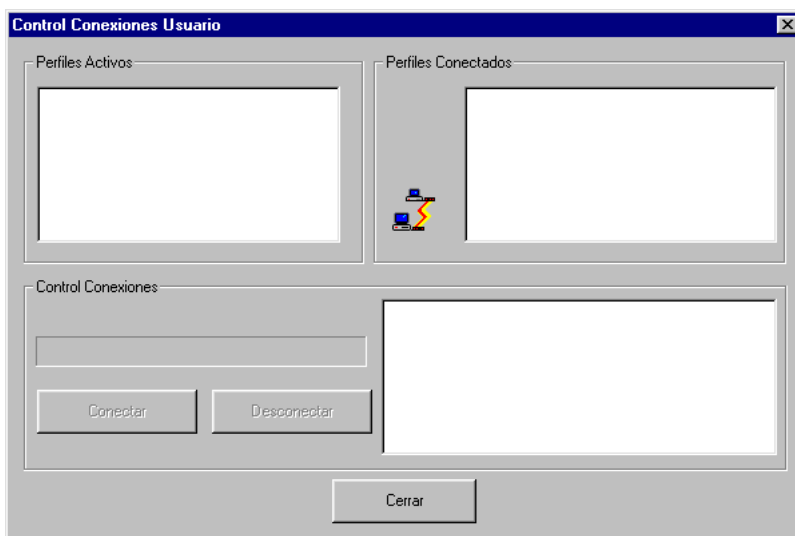 Control Conexiones Usuario
Perfiles Activos
Perfiles Conectados
Control Conexiones
Conectar
Desconectar
Cerrar